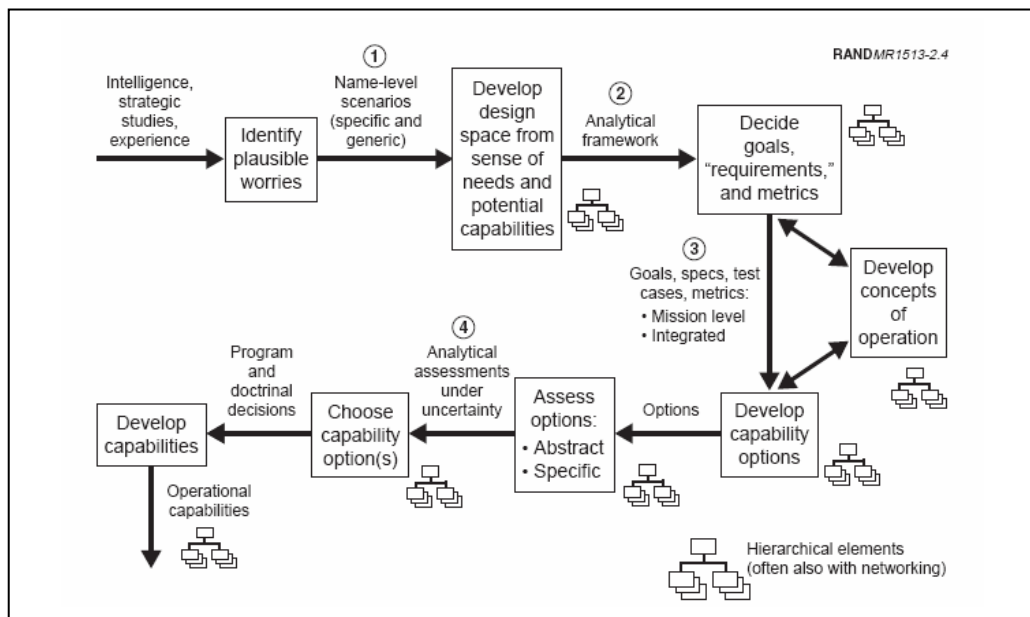 RANDMR1513-2.4
Intelligence,
strategic
studies,
experience
Identify
plausible
worries
1
Name-level
scenarios
(specific and
generic)
Develop
design
space from
sense of
needs and
potential
capabilities
2
Analytical
framework
Decide
goals,
“requirements,”
and metrics
3
Goals, specs, test
cases, metrics:
• Mission level
• Integrated
Develop
concepts
of
operation
Develop
capability
options
Options
Assess
options:
• Abstract
• Specific
4
Analytical
assessments
under
uncertainty
Choose
capability
option(s)
Program
and
doctrinal
decisions
Develop
capabilities
Operational
capabilities
Hierarchical elements
(often also with networking)